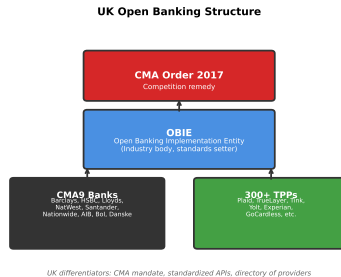 UK Open Banking Structure
CMA Order 2017
Competition remedy
OBIE
Open Banking Implementation Entity
(Industry body, standards setter)
CMA9 Banks
Barclays, HSBC, Lloyds,
NatWest, Santander,
Nationwide, AIB, BoI, Danske
300+ TPPs
Plaid, TrueLayer, Tink,
Yolt, Experian,
GoCardless, etc.
UK differentiators: CMA mandate, standardized APIs, directory of providers